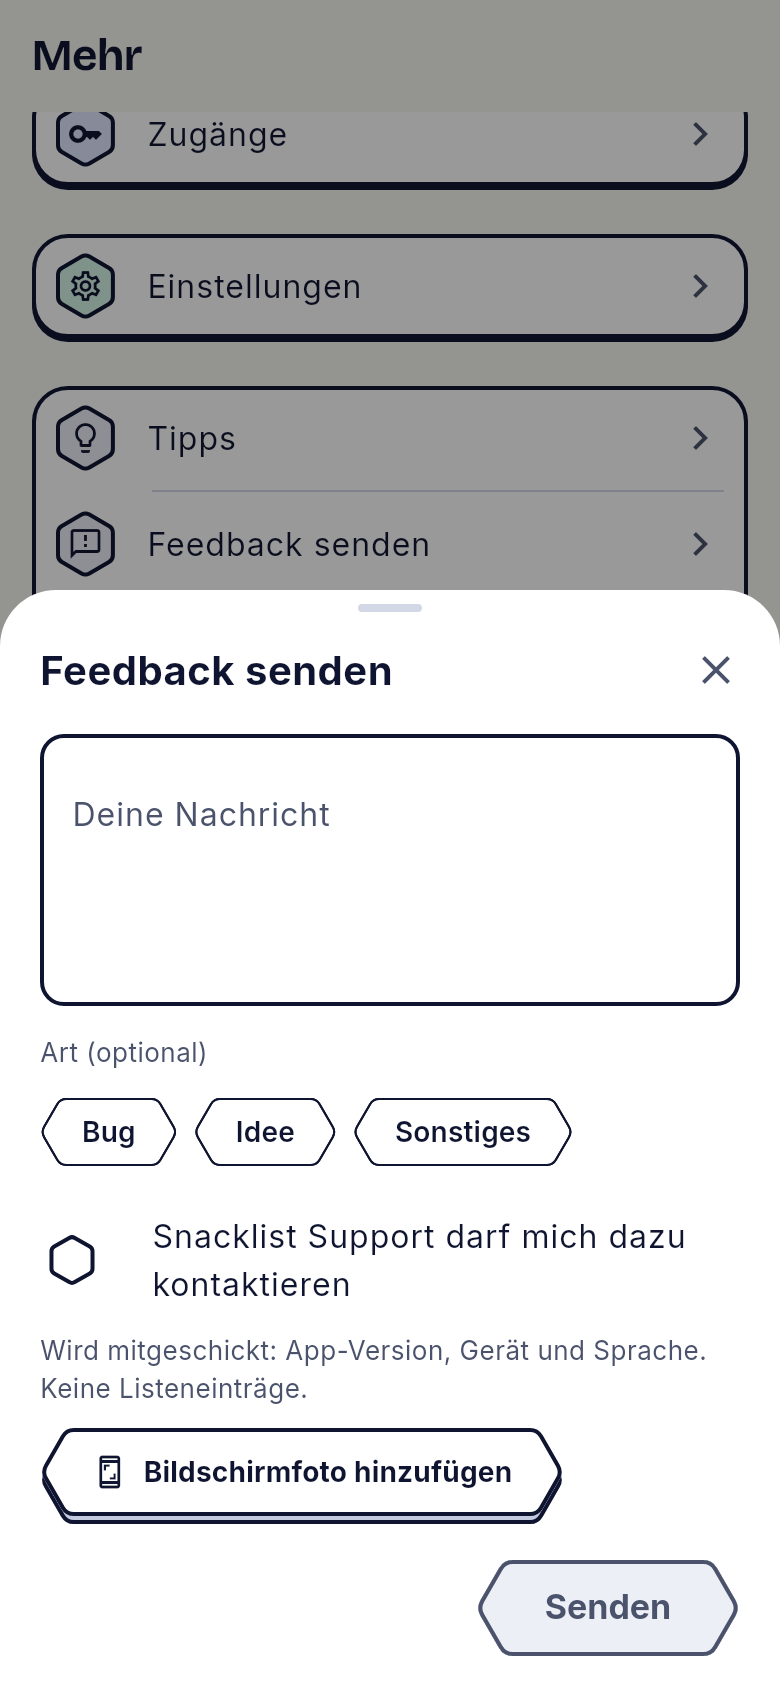 Mehr
Zugänge
Einstellungen
Tipps
Feedback senden
Feedback senden
Deine Nachricht
Art (optional)
Bug Idee Sonstiges
Snacklist Support darf mich dazu
kontaktieren
Wird mitgeschickt: App-Version, Gerät und Sprache.
Keine Listeneinträge.
Bildschirmfoto hinzufügen
Senden